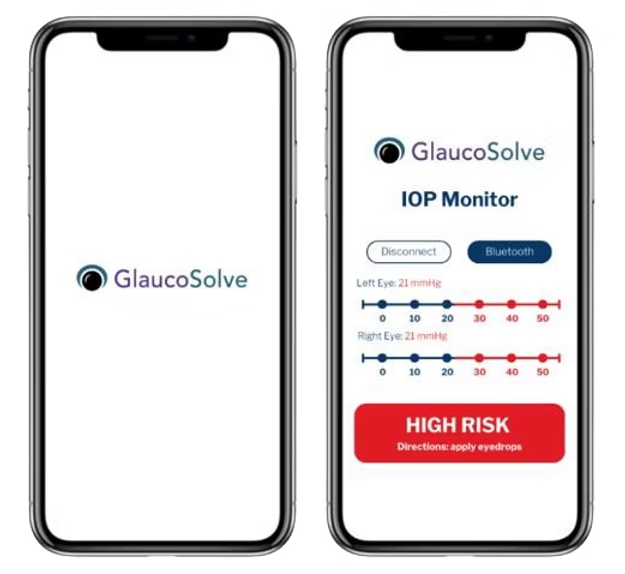 GlaucoSolve
GlaucoSolve
IOP Monitor
Disconnect Bluetooth
Left Eye: 21 mmHg
0 10 20 30 40 50
Right Eye: 21 mmHg
0 10 20 30 40 50
HIGH RISK
Directions: apply eyedrops